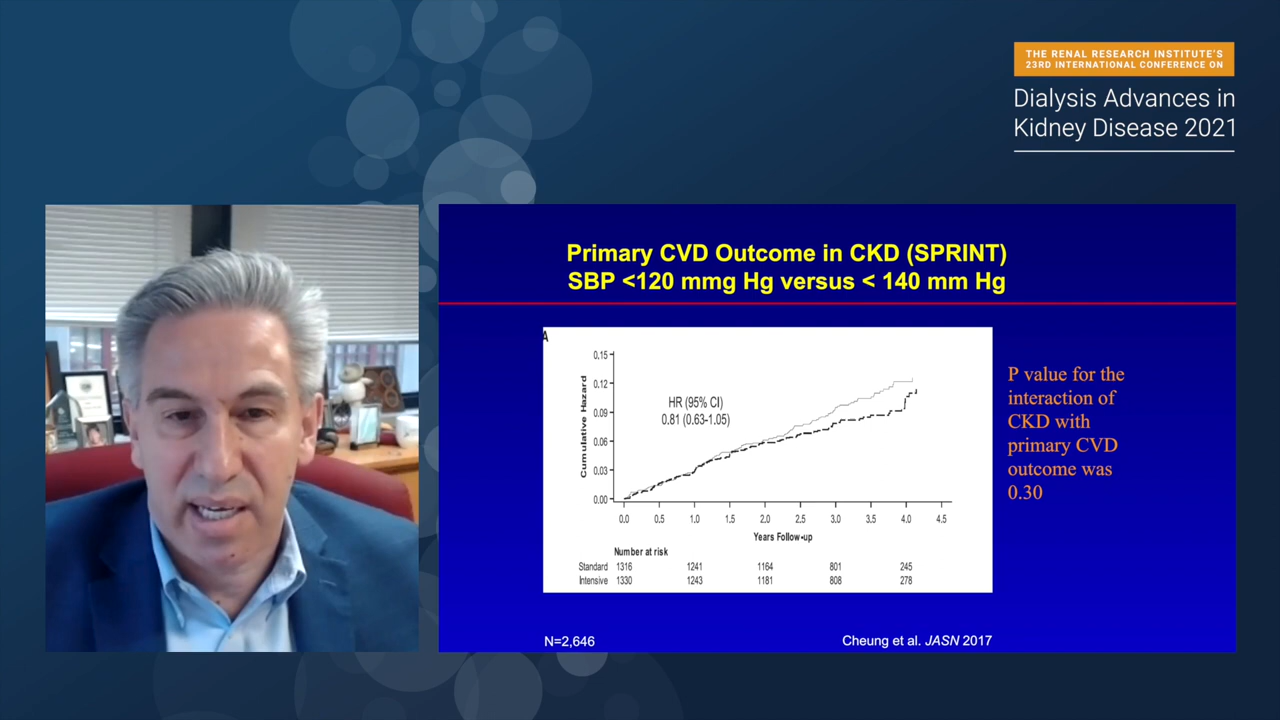 THE RENAL RESEARCH INSTITUTE'S
23RD INTERNATIONAL CONFERENCE ON
Dialysis Advances in
Kidney Disease 2021
Primary CVD Outcome in CKD (SPRINT)
SBP <120 mmg Hg versus < 140 mm Hg
A
Cumulative Hazard
0.15
0.12
0.09
0.06
0.03
0.00
HR (95% CI)
0.81 (0.63-1.05)
0.0 0.5 1.0 1.5 2.0 2.5 3.0 3.5 4.0 4.5
Years Follow-up
Number at risk
Standard 1316 1241 1164 801 245
Intensive 1330 1243 1181 808 278
P value for the
interaction of
CKD with
primary CVD
outcome was
0.30
N=2,646
Cheung et al. JASN 2017